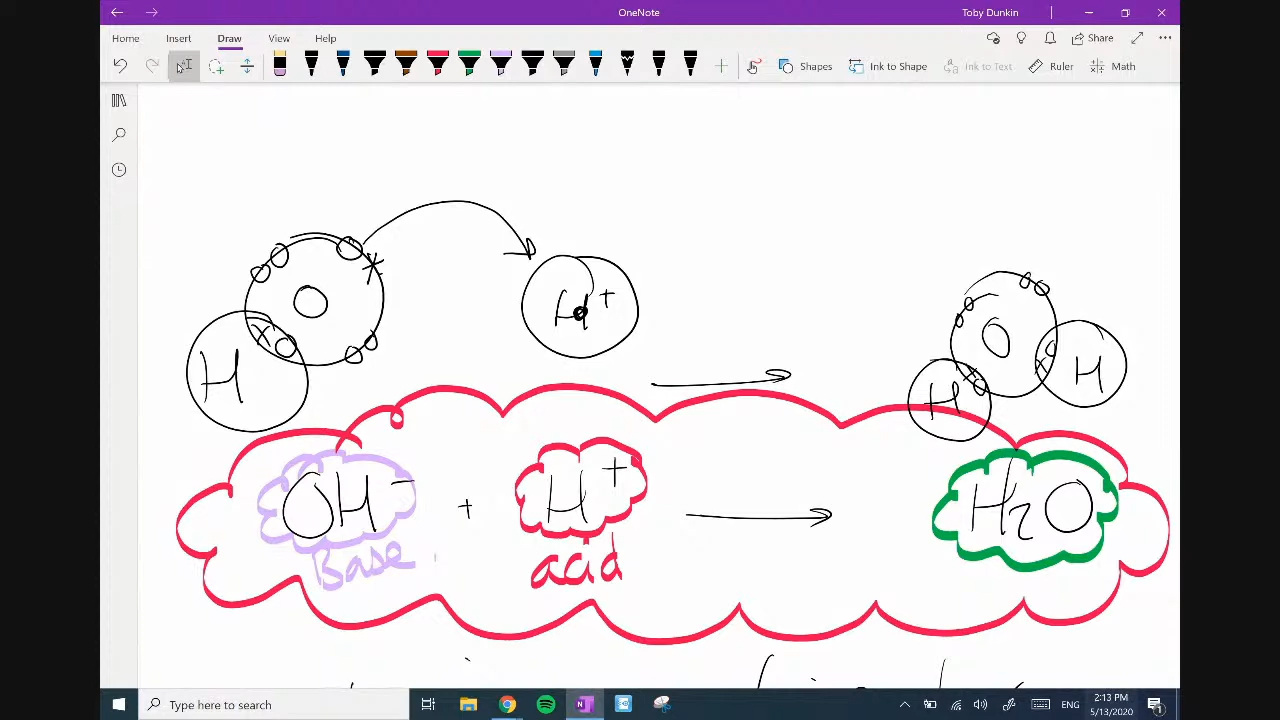 OneNote
Toby Dunkin
Home Insert Draw View Help
Share
Shapes Ink to Shape Ink to Text Ruler Math
H O H+ H O H
OH⁻ + H⁺ H₂O
Base acid
Type here to search
ENG 2:13 PM
5/13/2020
1